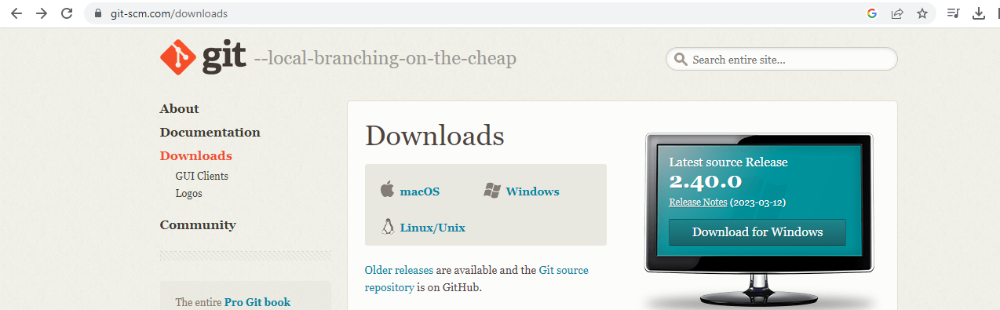 git-scm.com/downloads
git --local-branching-on-the-cheap
Search entire site...
About
Documentation
Downloads
GUI Clients
Logos
Community
The entire Pro Git book
Downloads
macOS
Windows
Linux/Unix
Older releases are available and the Git source
repository is on GitHub.
Latest source Release
2.40.0
Release Notes (2023-03-12)
Download for Windows